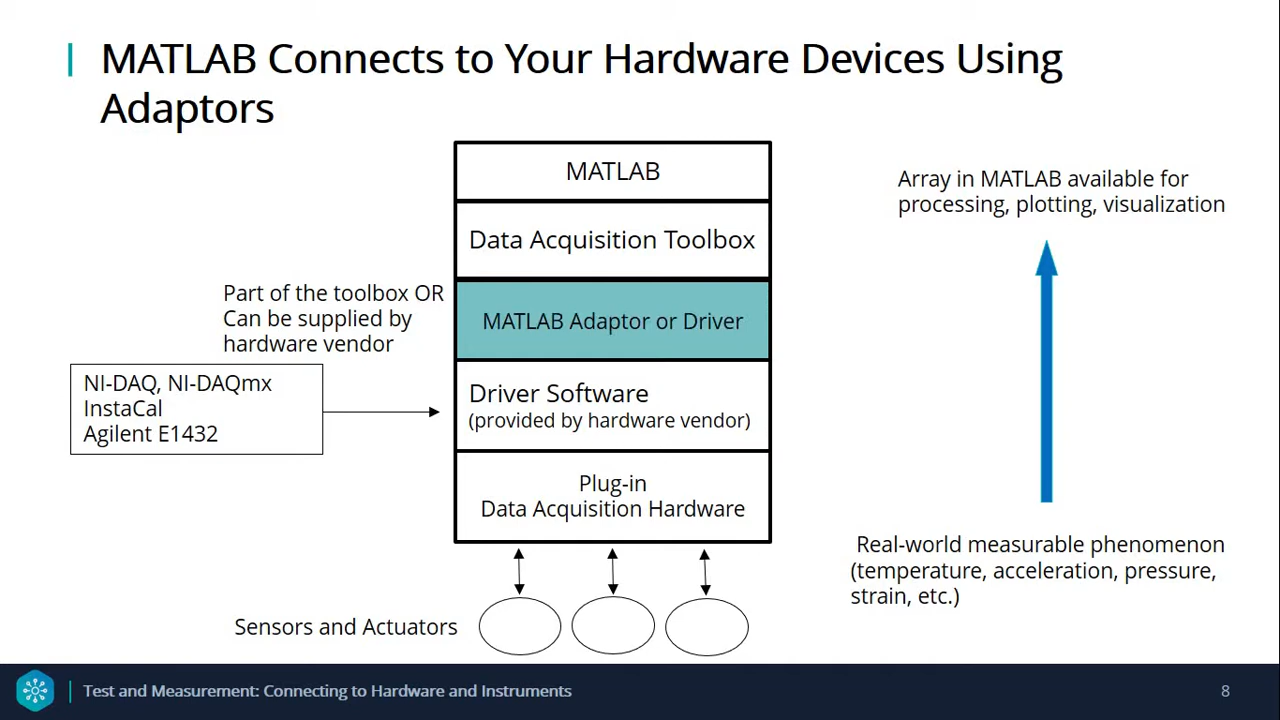 MATLAB Connects to Your Hardware Devices Using
Adaptors
MATLAB
Data Acquisition Toolbox
Part of the toolbox OR
Can be supplied by
hardware vendor
MATLAB Adaptor or Driver
NI-DAQ, NI-DAQmx
InstaCal
Agilent E1432
Driver Software
(provided by hardware vendor)
Plug-in
Data Acquisition Hardware
Sensors and Actuators
Array in MATLAB available for
processing, plotting, visualization
Real-world measurable phenomenon
(temperature, acceleration, pressure,
strain, etc.)
Test and Measurement: Connecting to Hardware and Instruments
8